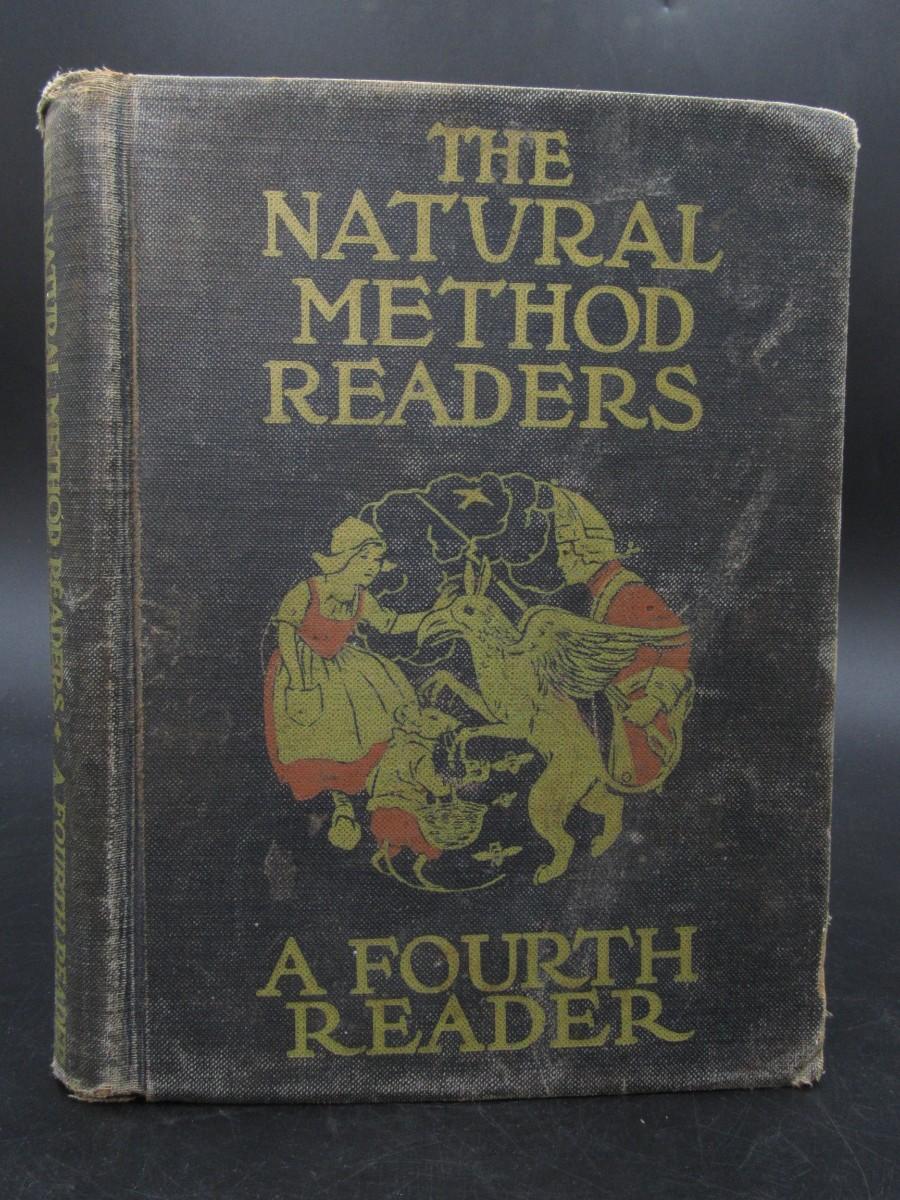 THE
NATURAL
METHOD
READERS
A FOURTH
READER
NATURAL METHOD READERS • A FOURTH READER